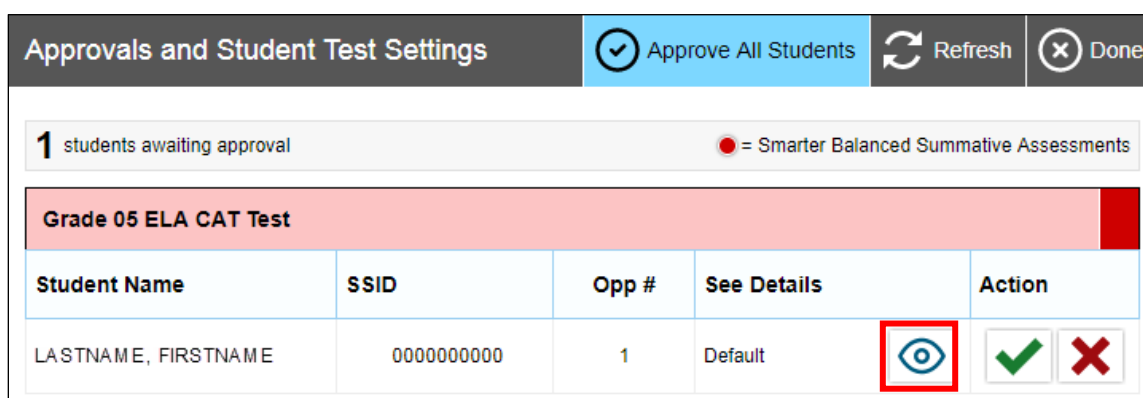 Approvals and Student Test Settings Approve All Students Refresh Done
1 students awaiting approval = Smarter Balanced Summative Assessments
Grade 05 ELA CAT Test
Student Name SSID Opp # See Details Action
LASTNAME, FIRSTNAME 0000000000 1 Default